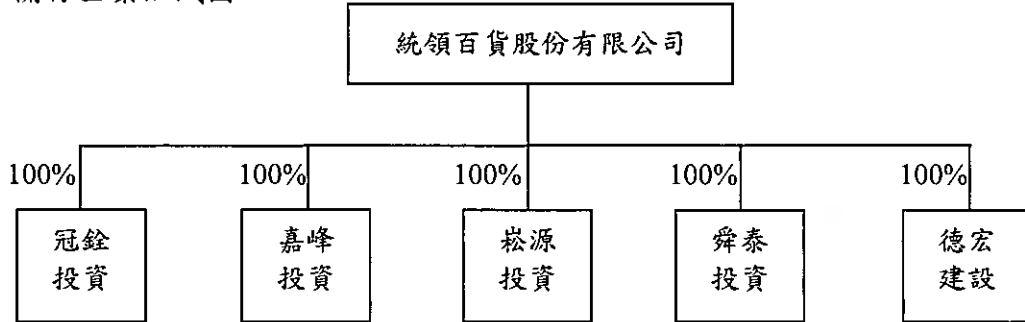 統領百貨股份有限公司
100% 100% 100% 100% 100%
冠銓 嘉峰 崧源 舜泰 德宏
投資 投資 投資 投資 建設